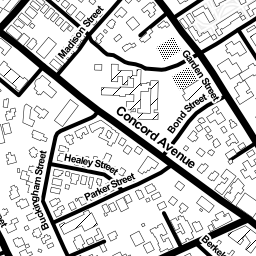 Madison Street
Garden Street
Concord Avenue
Bond Street
Healey Street
Parker Street
Buckingham Street
Berkel